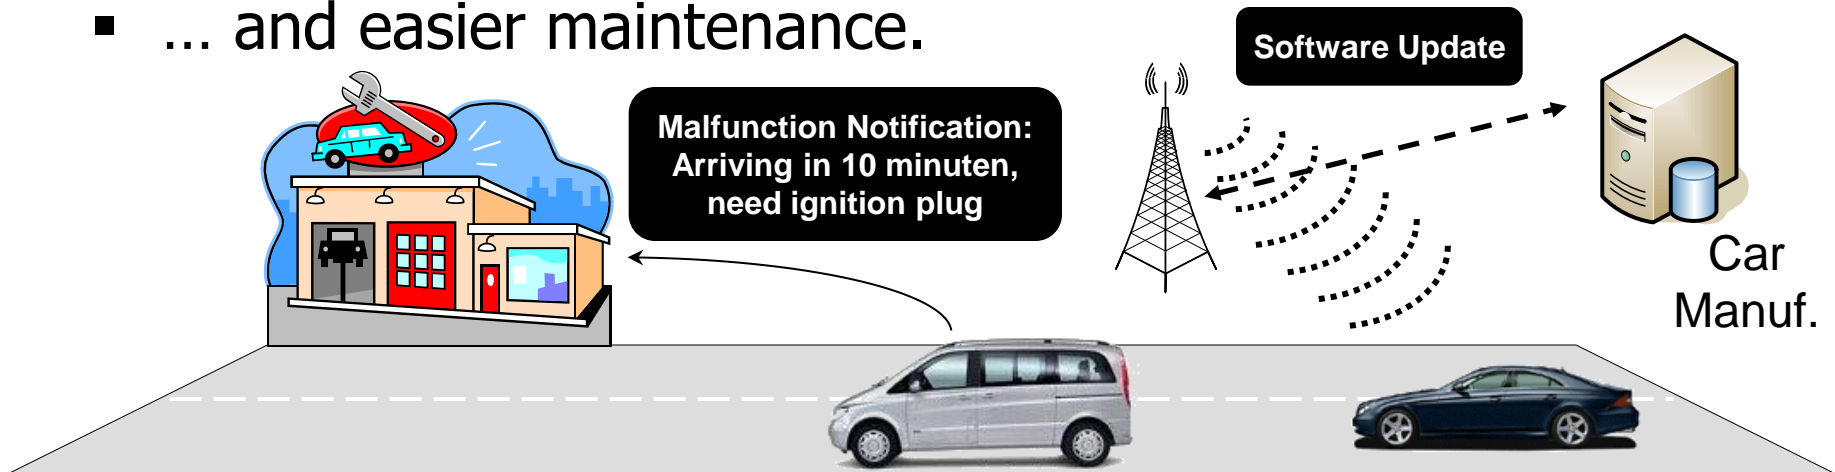 ▪ … and easier maintenance.
Software Update
Malfunction Notification:
Arriving in 10 minuten,
need ignition plug
Car
Manuf.